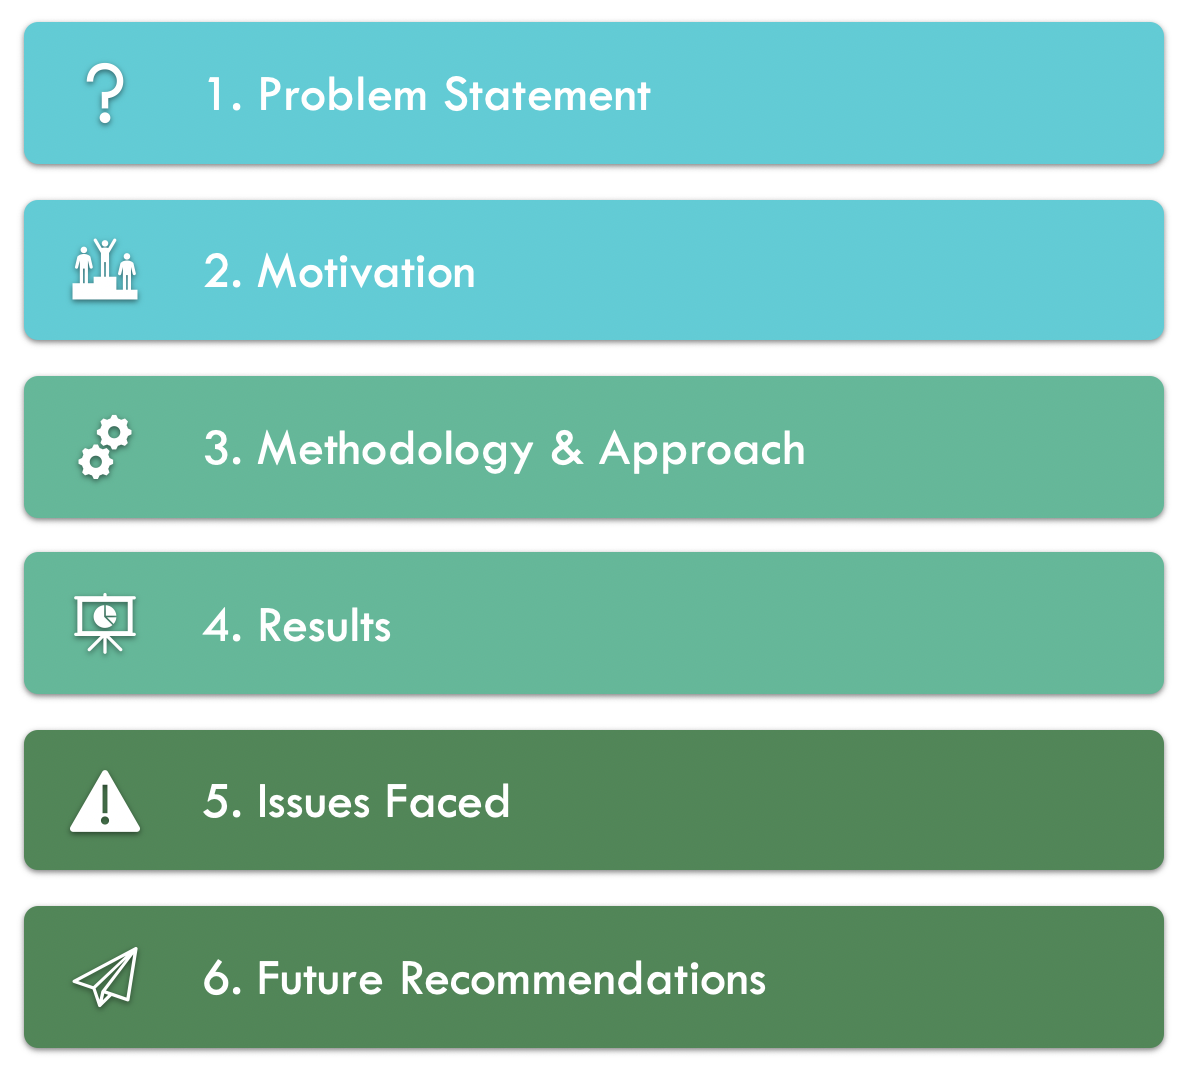 1. Problem Statement
2. Motivation
3. Methodology & Approach
4. Results
5. Issues Faced
6. Future Recommendations